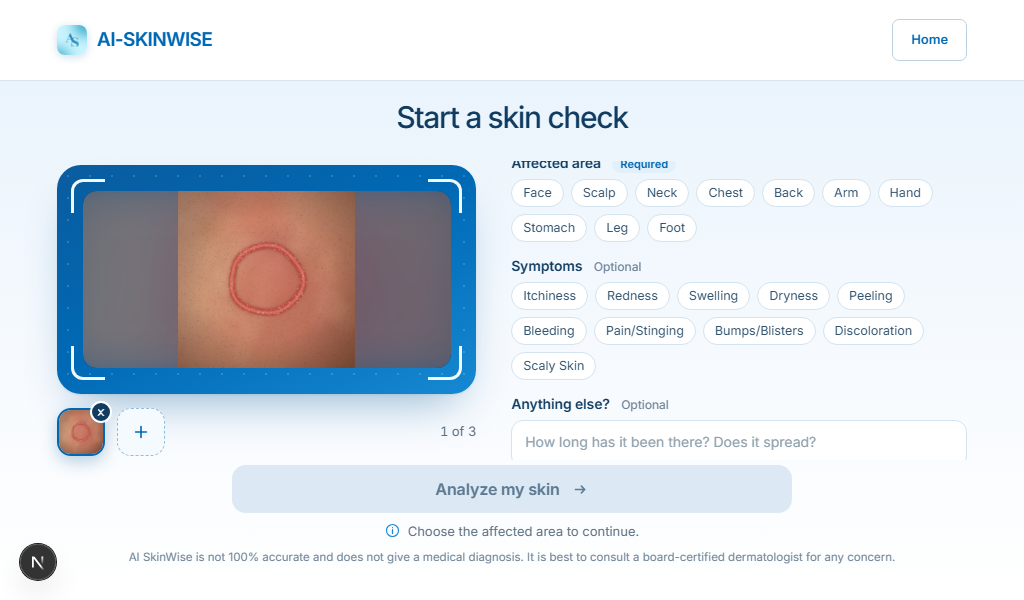 AI-SKINWISE
Home
Start a skin check
Affected area Required
Face Scalp Neck Chest Back Arm Hand
Stomach Leg Foot
Symptoms Optional
Itchiness Redness Swelling Dryness Peeling
Bleeding Pain/Stinging Bumps/Blisters Discoloration
Scaly Skin
Anything else? Optional
How long has it been there? Does it spread?
1 of 3
Analyze my skin →
Choose the affected area to continue.
AI SkinWise is not 100% accurate and does not give a medical diagnosis. It is best to consult a board-certified dermatologist for any concern.
N